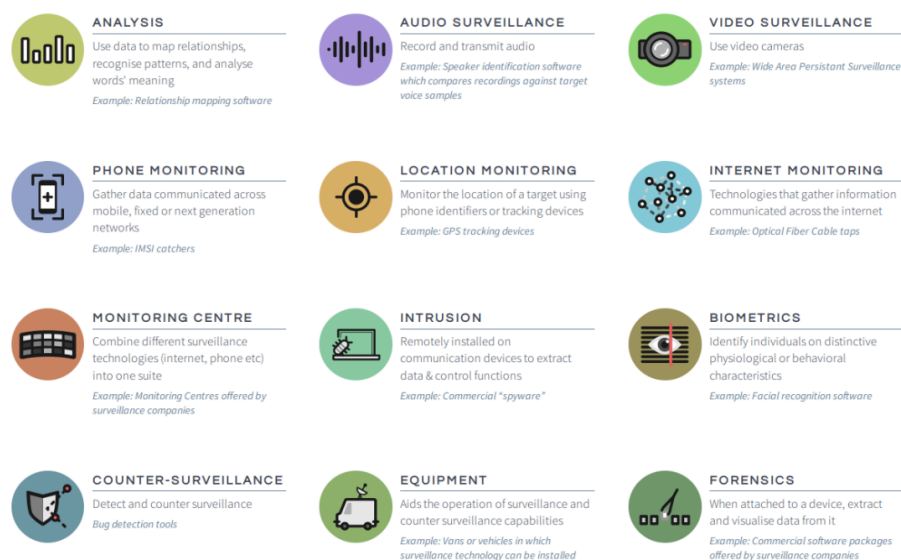 ANALYSIS
Use data to map relationships,
recognise patterns, and analyse
words' meaning
Example: Relationship mapping software
AUDIO SURVEILLANCE
Record and transmit audio
Example: Speaker identification software
which compares recordings against target
voice samples
VIDEO SURVEILLANCE
Use video cameras
Example: Wide Area Persistant Surveillance
systems
PHONE MONITORING
Gather data communicated across
mobile, fixed or next generation
networks
Example: IMSI catchers
LOCATION MONITORING
Monitor the location of a target using
phone identifiers or tracking devices
Example: GPS tracking devices
INTERNET MONITORING
Technologies that gather information
communicated across the internet
Example: Optical Fiber Cable taps
MONITORING CENTRE
Combine different surveillance
technologies (internet, phone etc)
into one suite
Example: Monitoring Centres offered by
surveillance companies
INTRUSION
Remotely installed on
communication devices to extract
data & control functions
Example: Commercial "spyware"
BIOMETRICS
Identify individuals on distinctive
physiological or behavioral
characteristics
Example: Facial recognition software
COUNTER-SURVEILLANCE
Detect and counter surveillance
Bug detection tools
EQUIPMENT
Aids the operation of surveillance and
counter surveillance capabilities
Example: Vans or vehicles in which
surveillance technology can be installed
FORENSICS
When attached to a device, extract
and visualise data from it
Example: Commercial software packages
offered by surveillance companies